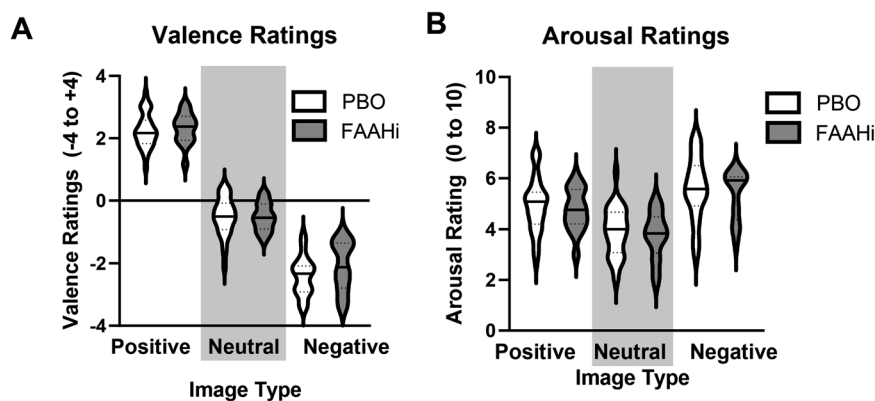 A
Valence Ratings
Valence Ratings (-4 to +4)
4
2
0
-2
-4
PBO
FAAHi
Positive Neutral Negative
Image Type
B
Arousal Ratings
Arousal Rating (0 to 10)
10
8
6
4
2
0
PBO
FAAHi
Positive Neutral Negative
Image Type